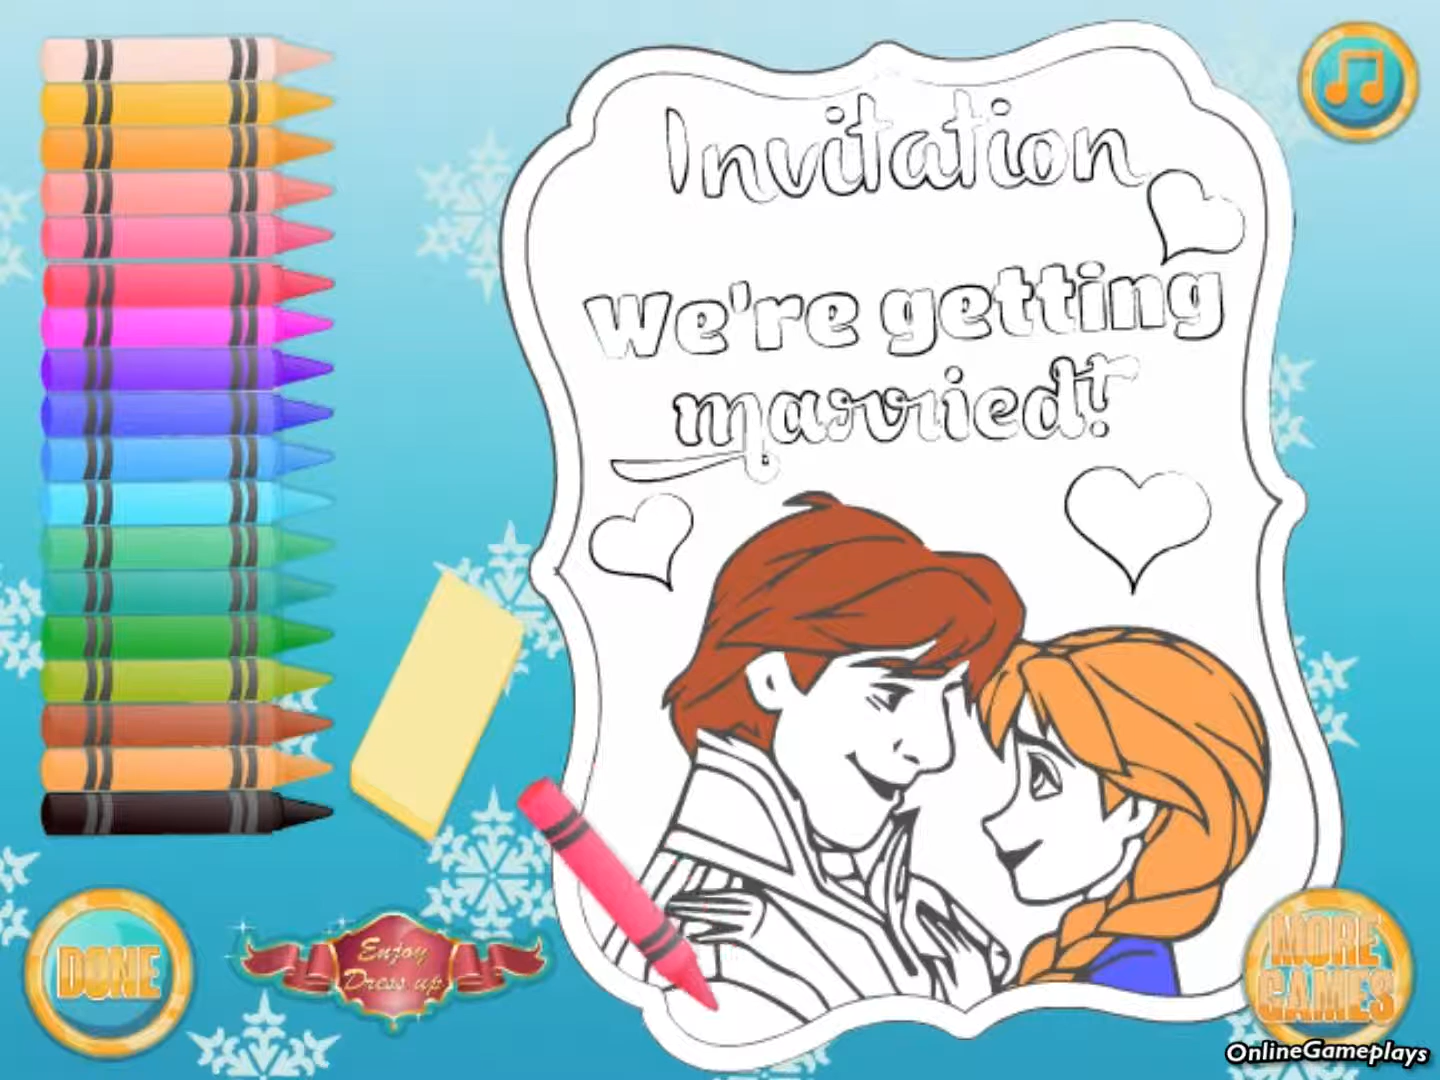 Invitation
We're getting
married!
DONE
Enjoy
Dress up
MORE
GAMES
OnlineGameplays